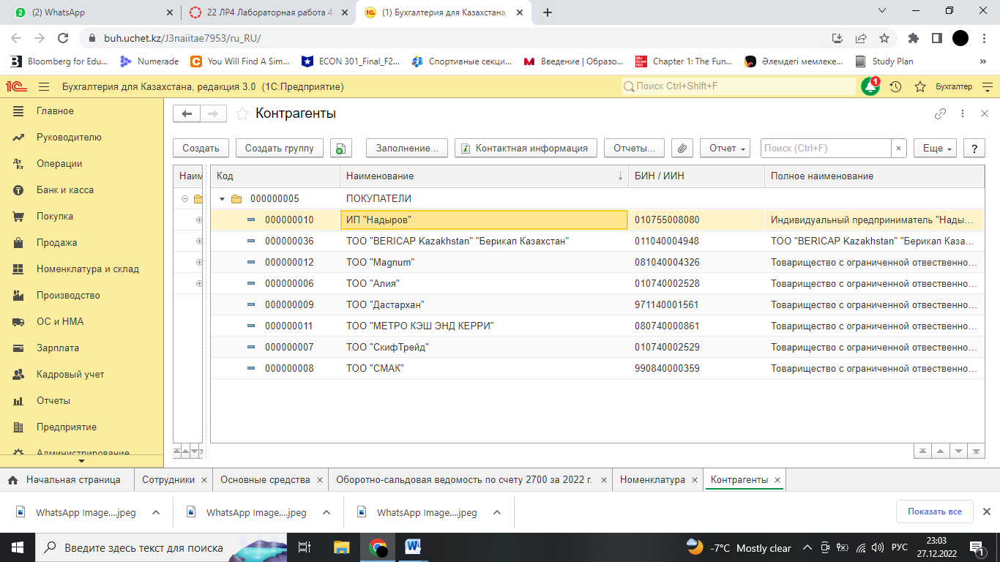 (2) WhatsApp
22 ЛР4 Лабораторная работа 4
(1) Бухгалтерия для Казахстана,
buh.uchet.kz/J3naiitae7953/ru_RU/
Bloomberg for Edu...
Numerade
You Will Find A Sim...
ECON 301_Final_F2...
Спортивные секци...
Введение | Образо...
Chapter 1: The Fun...
Әлемдегі мемлеке...
Study Plan
»
1С
Бухгалтерия для Казахстана, редакция 3.0 (1С:Предприятие)
Поиск Ctrl+Shift+F
1
Бухгалтер
Главное
Руководителю
Операции
Банк и касса
Покупка
Продажа
Номенклатура и склад
Производство
ОС и НМА
Зарплата
Кадровый учет
Отчеты
Предприятие
Администрирование
Контрагенты
Создать
Создать группу
Заполнение...
Контактная информация
Отчеты...
Отчет
Поиск (Ctrl+F)
×
Еще
?
Наим
Код Наименование ↓ БИН / ИИН Полное наименование
000000005 ПОКУПАТЕЛИ
000000010 ИП "Надыров" 010755008080 Индивидуальный предприниматель "Нады...
000000036 ТОО "BERICAP Kazakhstan" "Берикап Казахстан" 011040004948 ТОО "BERICAP Kazakhstan" "Берикап Каза...
000000012 ТОО "Magnum" 081040004326 Товарищество с ограниченной отвественно...
000000006 ТОО "Алия" 010740002528 Товарищество с ограниченной отвественно...
000000009 ТОО "Дастархан" 971140001561 Товарищество с ограниченной отвественно...
000000011 ТОО "МЕТРО КЭШ ЭНД КЕРРИ" 080740000861 Товарищество с ограниченной отвественно...
000000007 ТОО "СкифТрейд" 010740002529 Товарищество с ограниченной отвественно...
000000008 ТОО "СМАК" 990840000359 Товарищество с ограниченной отвественно...
Начальная страница
Сотрудники ×
Основные средства ×
Оборотно-сальдовая ведомость по счету 2700 за 2022 г. ×
Номенклатура ×
Контрагенты ×
WhatsApp Image....jpeg
WhatsApp Image....jpeg
WhatsApp Image....jpeg
Показать все
Введите здесь текст для поиска
-7°C Mostly clear
РУС
23:03
27.12.2022
1